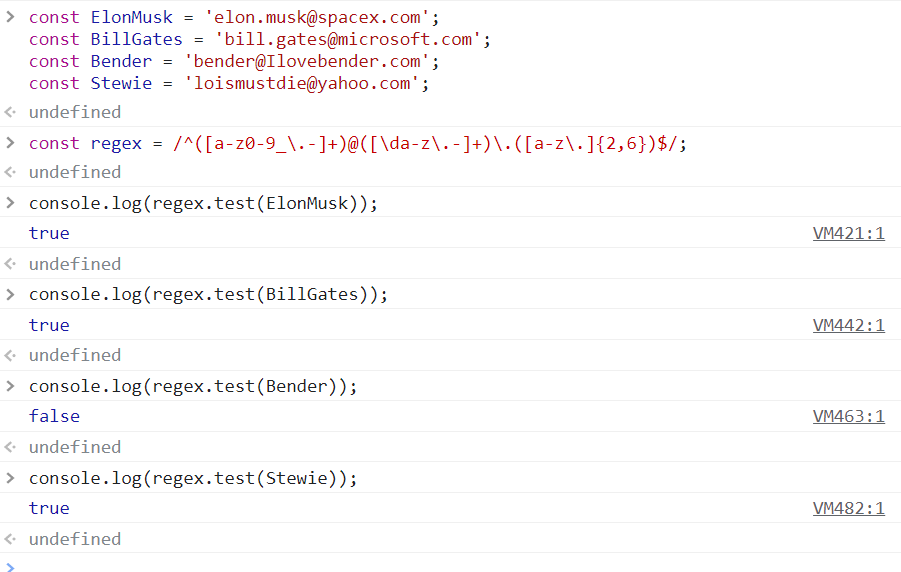 const ElonMusk = 'elon.musk@spacex.com';
const BillGates = 'bill.gates@microsoft.com';
const Bender = 'bender@Ilovebender.com';
const Stewie = 'loismustdie@yahoo.com';
undefined
const regex = /^([a-z0-9_\.-]+)@([\da-z\.-]+)\.([a-z\.]{2,6})$/;
undefined
console.log(regex.test(ElonMusk));
true VM421:1
undefined
console.log(regex.test(BillGates));
true VM442:1
undefined
console.log(regex.test(Bender));
false VM463:1
undefined
console.log(regex.test(Stewie));
true VM482:1
undefined